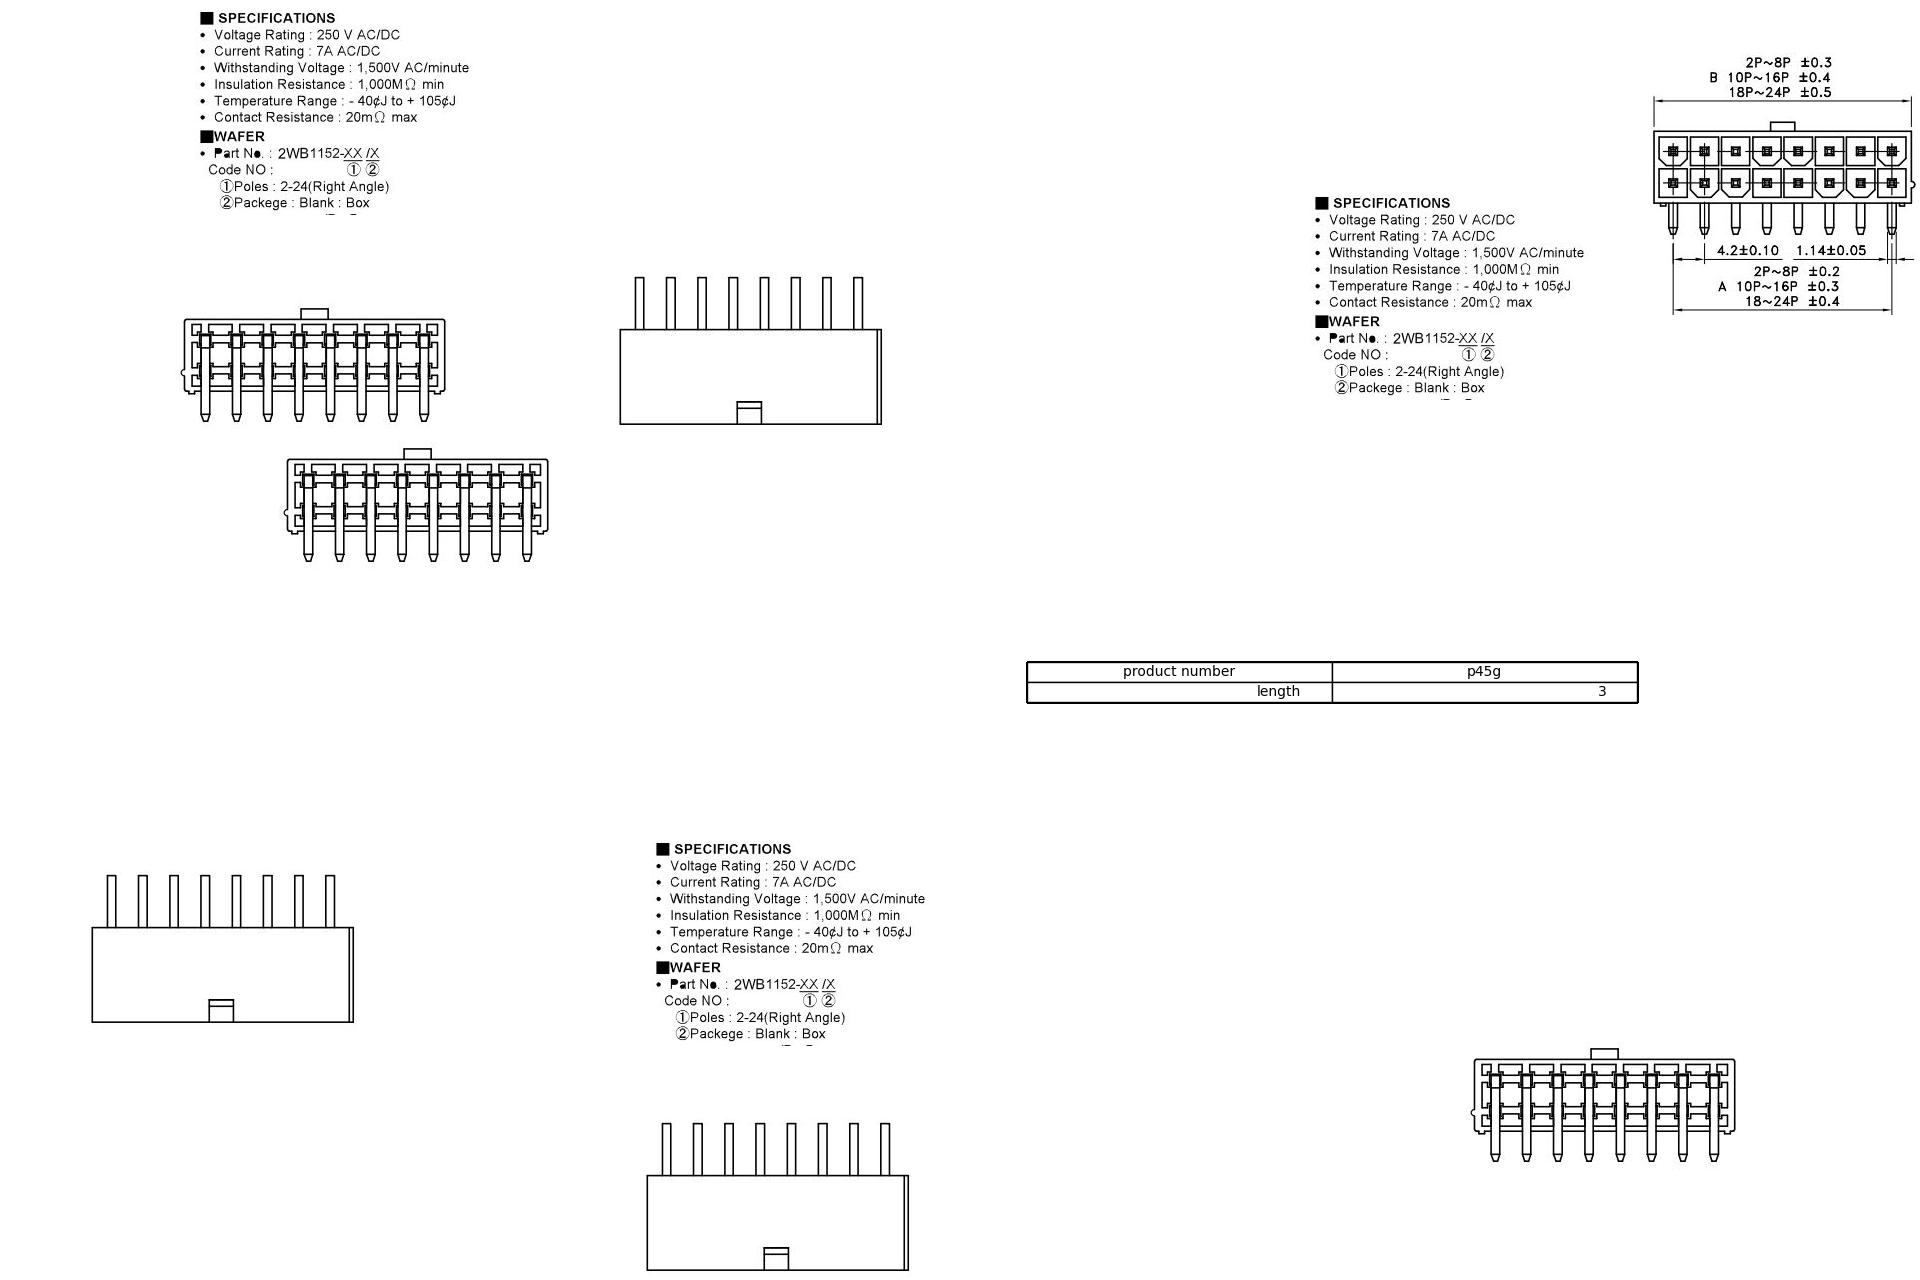 ■ SPECIFICATIONS
• Voltage Rating : 250 V AC/DC
• Current Rating : 7A AC/DC
• Withstanding Voltage : 1,500V AC/minute
• Insulation Resistance : 1,000MΩ min
• Temperature Range : - 40¢J to + 105¢J
• Contact Resistance : 20mΩ max
■WAFER
• Part No. : 2WB1152-XX /X
Code NO : ① ②
①Poles : 2-24(Right Angle)
②Packege : Blank : Box
2P~8P ±0.3
B 10P~16P ±0.4
18P~24P ±0.5
4.2±0.10 1.14±0.05
2P~8P ±0.2
A 10P~16P ±0.3
18~24P ±0.4
■ SPECIFICATIONS
• Voltage Rating : 250 V AC/DC
• Current Rating : 7A AC/DC
• Withstanding Voltage : 1,500V AC/minute
• Insulation Resistance : 1,000MΩ min
• Temperature Range : - 40¢J to + 105¢J
• Contact Resistance : 20mΩ max
■WAFER
• Part No. : 2WB1152-XX /X
Code NO : ① ②
①Poles : 2-24(Right Angle)
②Packege : Blank : Box
product number p45g
length 3
■ SPECIFICATIONS
• Voltage Rating : 250 V AC/DC
• Current Rating : 7A AC/DC
• Withstanding Voltage : 1,500V AC/minute
• Insulation Resistance : 1,000MΩ min
• Temperature Range : - 40¢J to + 105¢J
• Contact Resistance : 20mΩ max
■WAFER
• Part No. : 2WB1152-XX /X
Code NO : ① ②
①Poles : 2-24(Right Angle)
②Packege : Blank : Box